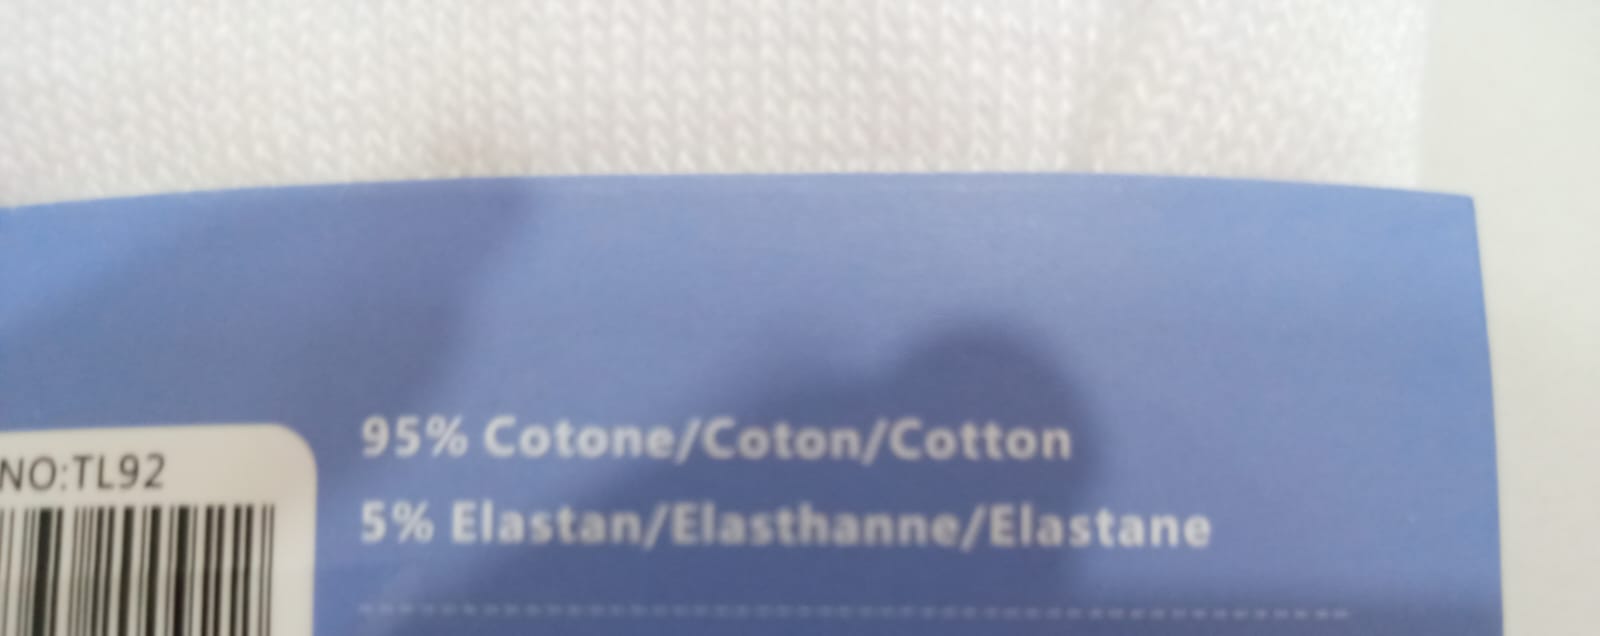 NO:TL92
95% Cotone/Coton/Cotton
5% Elastan/Elasthanne/Elastane